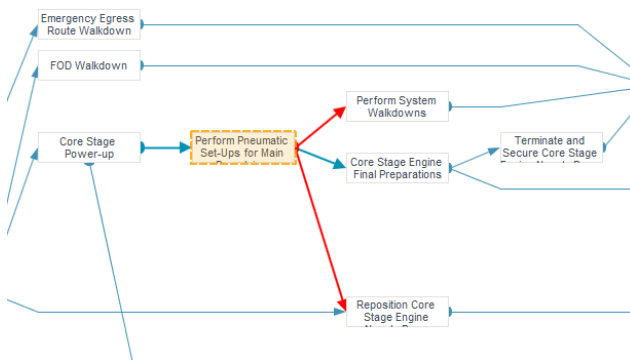 Emergency Egress
Route Walkdown
FOD Walkdown
Core Stage
Power-up
Perform Pneumatic
Set-Ups for Main
Perform System
Walkdowns
Core Stage Engine
Final Preparations
Terminate and
Secure Core Stage
Reposition Core
Stage Engine